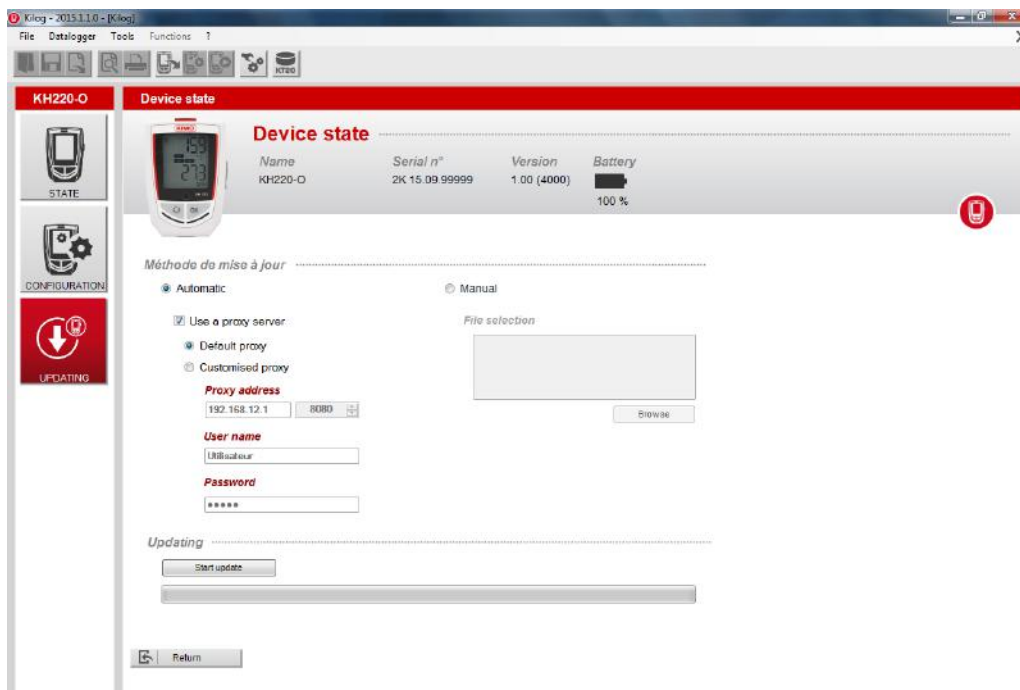 Kilog - 2015.1.1.0 - [Kilog]
File Datalogger Tools Functions ?
KT20
KH220-O
Device state
STATE
CONFIGURATION
UPDATING
KIMO
Device state
Name Serial n° Version Battery
KH220-O 2K 15.09.99999 1.00 (4000)
100 %
Méthode de mise à jour
Automatic Manual
Use a proxy server File selection
Default proxy
Customised proxy
Proxy address
192.168.12.1 8080
Browse
User name
Utilisateur
Password
•••••
Updating
Start update
Return